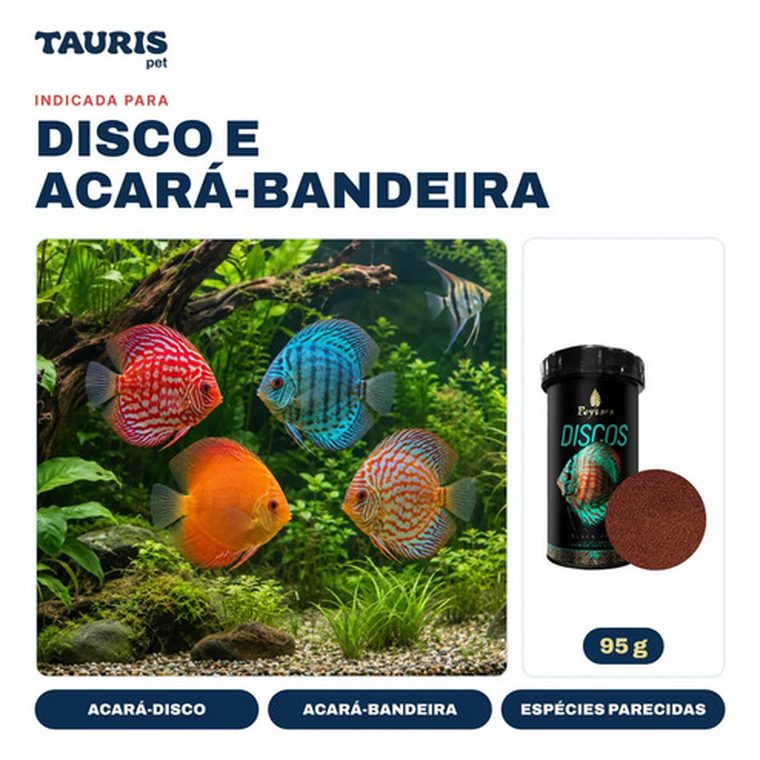 TAURIS
pet
INDICADA PARA
DISCO E
ACARÁ-BANDEIRA
DISCOS
95 g
ACARÁ-DISCO
ACARÁ-BANDEIRA
ESPÉCIES PARECIDAS